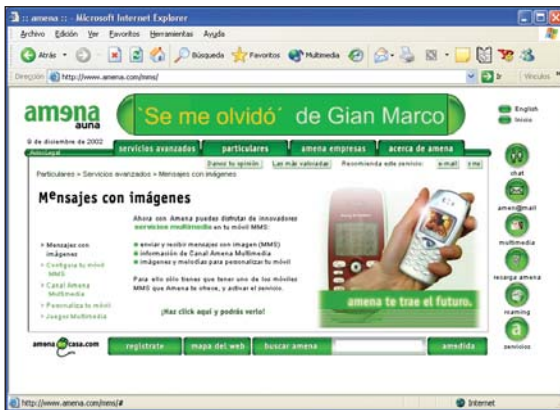 :: amena :: - Microsoft Internet Explorer
Archivo Edición Ver Favoritos Herramientas Ayuda
Atrás Búsqueda Favoritos Multimedia
Dirección http://www.amena.com/mms/ Ir Vínculos
amena
auna
`Se me olvidó´ de Gian Marco
English
Inicio
9 de diciembre de 2002
Aviso Legal
servicios avanzados particulares amena empresas acerca de amena
Danos tu opinión Las más valoradas Recomienda este servicio: e-mail sms
Particulares > Servicios avanzados > Mensajes con imágenes
Mensajes con imágenes
Ahora con Amena puedes disfrutar de innovadores
servicios multimedia en tu móvil MMS:
enviar y recibir mensajes con imagen (MMS)
información de Canal Amena Multimedia
imágenes y melodías para personalizar tu móvil
Para ello sólo tienes que tener uno de los móviles
MMS que Amena te ofrece, y activar el servicio.
¡Haz click aquí y podrás verlo!
> Mensajes con
imágenes
> Configura tu móvil
MMS
> Canal Amena
Multimedia
> Personaliza tu móvil
> Juegos Multimedia
amena te trae el futuro.
chat
amen@mail
multimedia
recarga amena
roaming
a
servicios
amena en casa.com regístrate mapa del web buscar amena amedida
http://www.amena.com/mms/# Internet